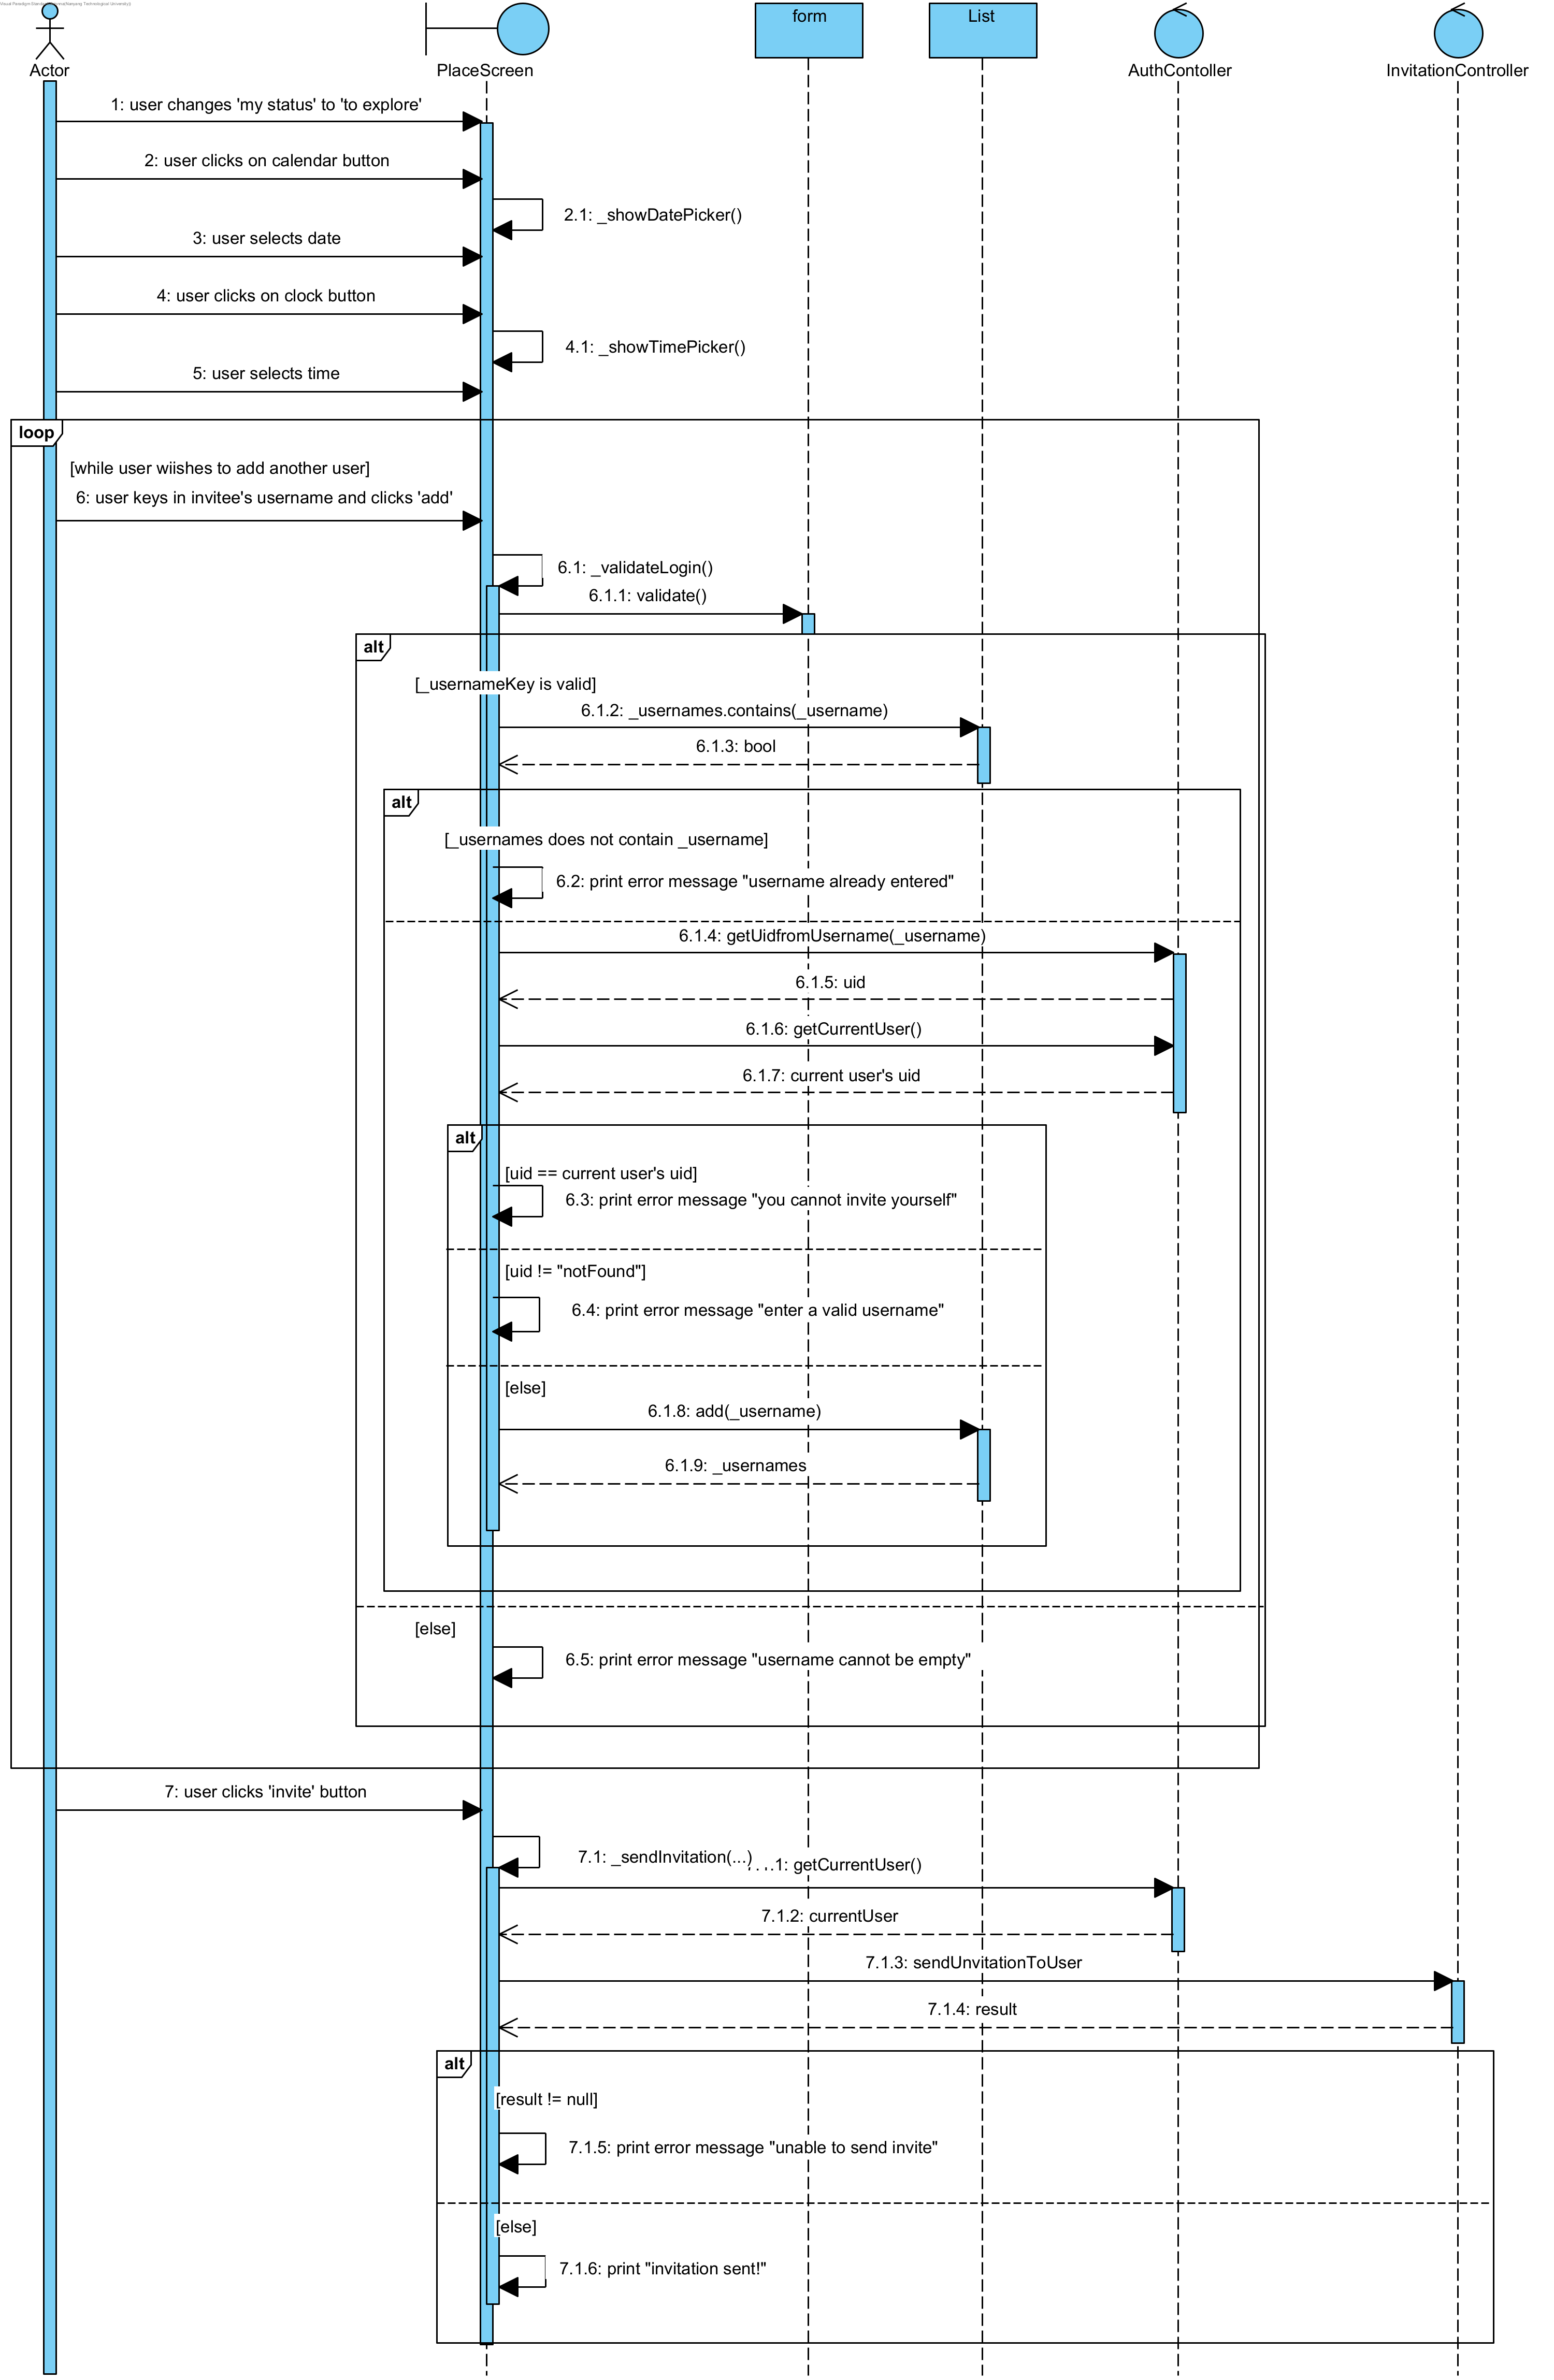 form
List
Actor
PlaceScreen
AuthContoller
InvitationController
1: user changes 'my status' to 'to explore'
2: user clicks on calendar button
2.1: _showDatePicker()
3: user selects date
4: user clicks on clock button
4.1: _showTimePicker()
5: user selects time
loop
[while user wiishes to add another user]
6: user keys in invitee's username and clicks 'add'
6.1: _validateLogin()
6.1.1: validate()
alt
[_usernameKey is valid]
6.1.2: _usernames.contains(_username)
6.1.3: bool
alt
[_usernames does not contain _username]
6.2: print error message "username already entered"
6.1.4: getUidfromUsername(_username)
6.1.5: uid
6.1.6: getCurrentUser()
6.1.7: current user's uid
alt
[uid == current user's uid]
6.3: print error message "you cannot invite yourself"
[uid != "notFound"]
6.4: print error message "enter a valid username"
[else]
6.1.8: add(_username)
6.1.9: _usernames
[else]
6.5: print error message "username cannot be empty"
7: user clicks 'invite' button
7.1: _sendInvitation(...)
1: getCurrentUser()
7.1.2: currentUser
7.1.3: sendUnvitationToUser
7.1.4: result
alt
[result != null]
7.1.5: print error message "unable to send invite"
[else]
7.1.6: print "invitation sent!"